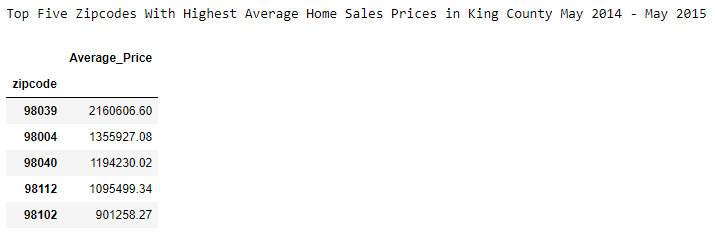 Top Five Zipcodes With Highest Average Home Sales Prices in King County May 2014 - May 2015
Average_Price
zipcode
98039 2160606.60
98004 1355927.08
98040 1194230.02
98112 1095499.34
98102 901258.27